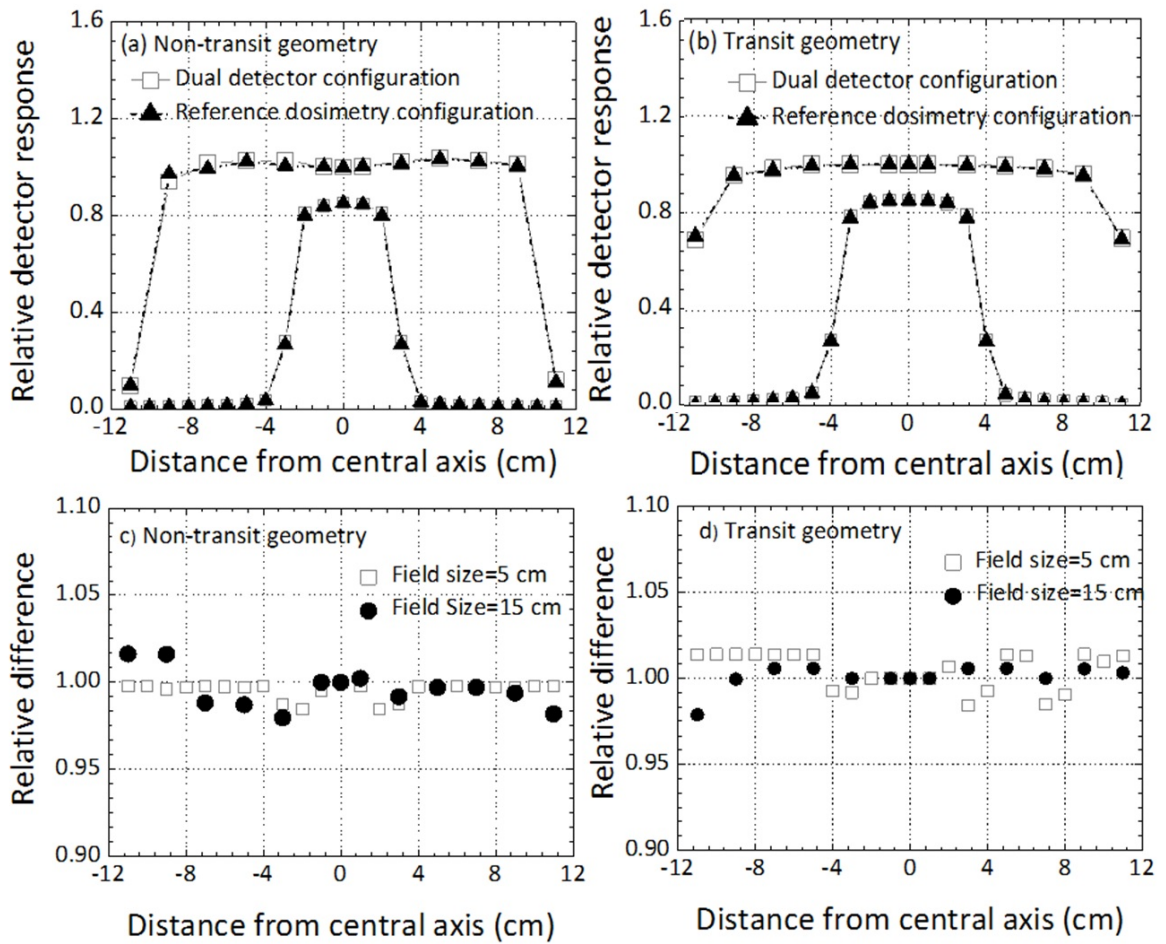 (a) Non-transit geometry
Dual detector configuration
Reference dosimetry configuration
Relative detector response
1.6
1.2
0.8
0.4
0.0
-12
-8
-4
0
4
8
12
Distance from central axis (cm)
(b) Transit geometry
Dual detector configuration
Reference dosimetry configuration
Relative detector response
1.6
1.2
0.8
0.4
0.0
-12
-8
-4
0
4
8
12
Distance from central axis (cm)
c) Non-transit geometry
Field size=5 cm
Field Size=15 cm
Relative difference
1.10
1.05
1.00
0.95
0.90
-12
-8
-4
0
4
8
12
Distance from central axis (cm)
d) Transit geometry
Field size=5 cm
Field size=15 cm
Relative difference
1.10
1.05
1.00
0.95
0.90
-12
-8
-4
0
4
8
12
Distance from central axis (cm)